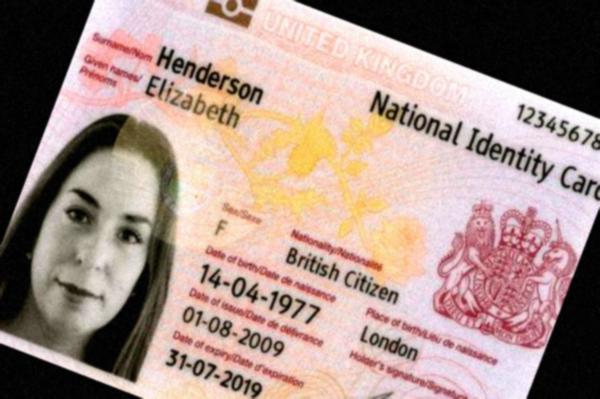 UNITED KINGDOM
Surname/Nom Henderson
Given names/ Elizabeth
Prénoms
National Identity Card
12345678
Sex/Sexe
F
Nationality/Nationalité
British Citizen
Date of birth/Date de naissance
14-04-1977
Place of birth/Lieu de naissance
London
Date of issue/Date de délivrance
01-08-2009
Holder's signature/Signature
Date of expiry/Date d'expiration
31-07-2019